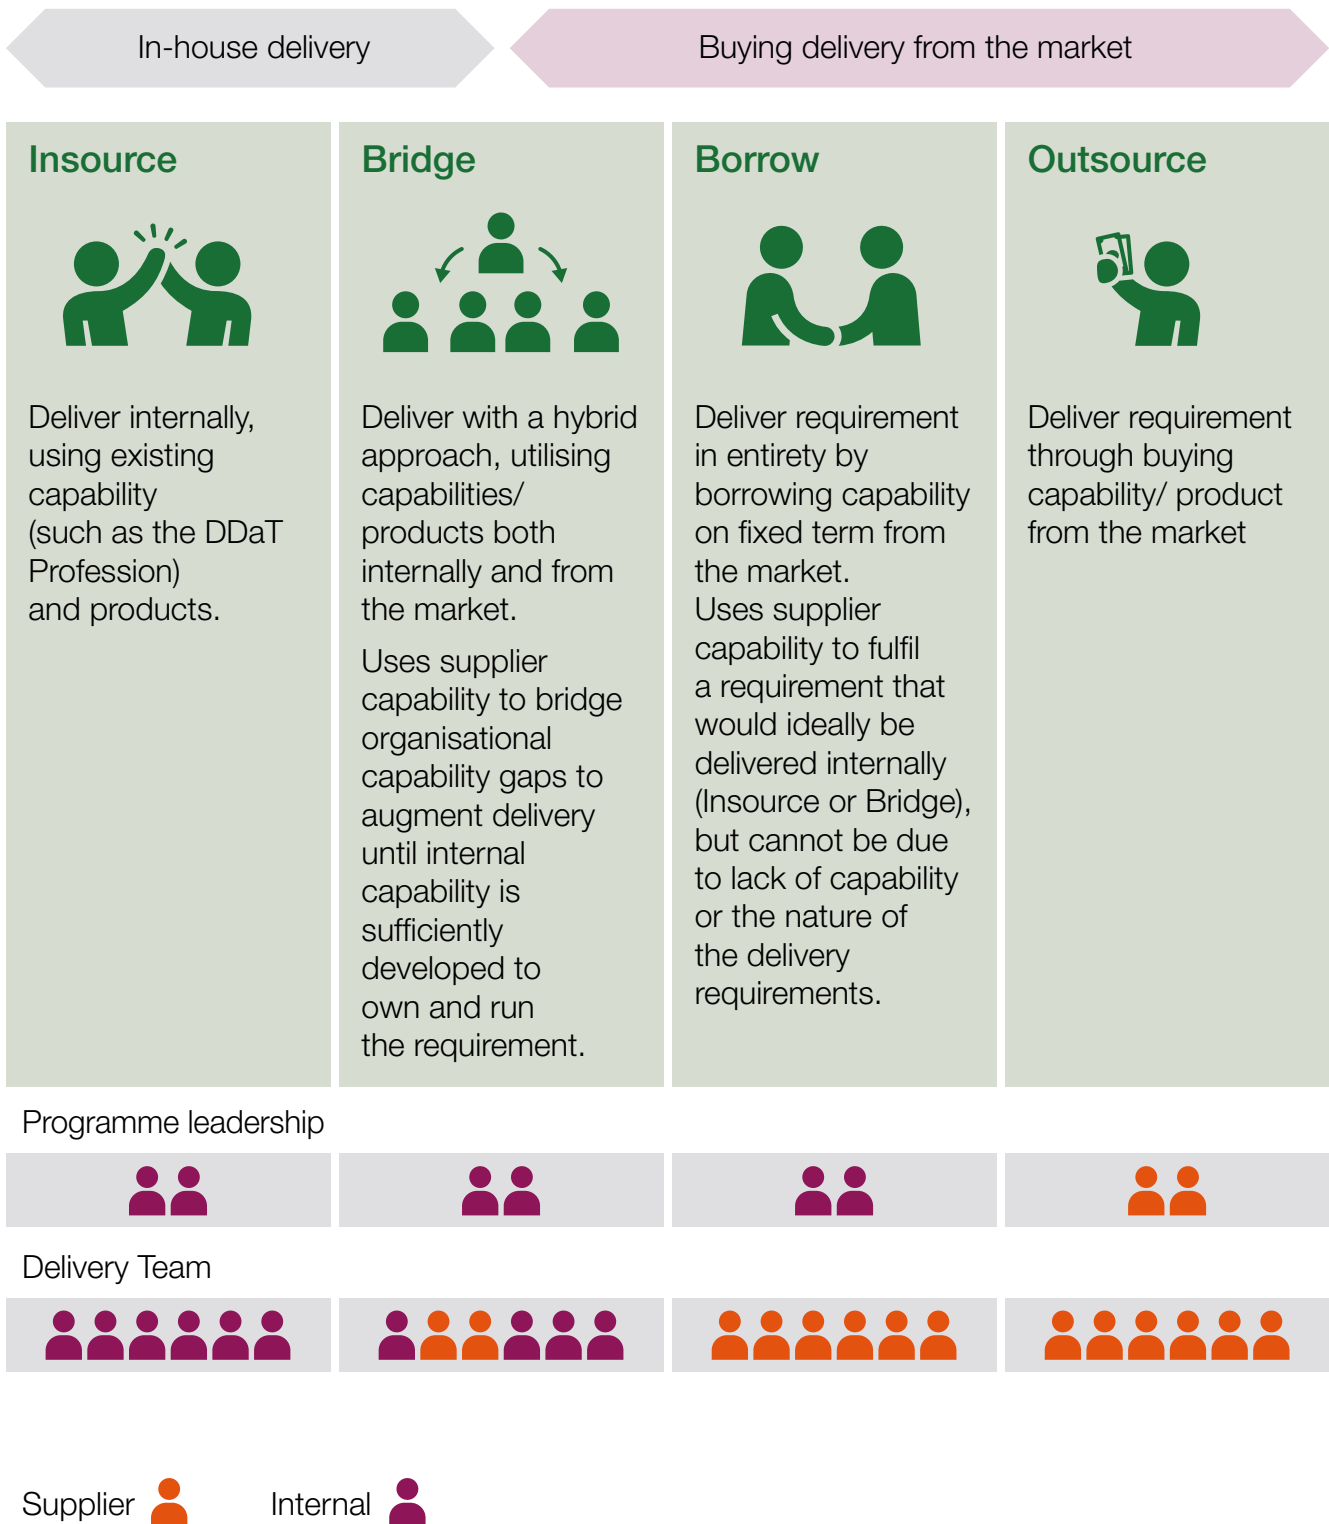 In-house delivery
Buying delivery from the market
Insource
Deliver internally,
using existing
capability
(such as the DDaT
Profession)
and products.
Bridge
Deliver with a hybrid
approach, utilising
capabilities/
products both
internally and from
the market.
Uses supplier
capability to bridge
organisational
capability gaps to
augment delivery
until internal
capability is
sufficiently
developed to
own and run
the requirement.
Borrow
Deliver requirement
in entirety by
borrowing capability
on fixed term from
the market.
Uses supplier
capability to fulfil
a requirement that
would ideally be
delivered internally
(Insource or Bridge),
but cannot be due
to lack of capability
or the nature of
the delivery
requirements.
Outsource
Deliver requirement
through buying
capability/ product
from the market
Programme leadership
Delivery Team
Supplier
Internal